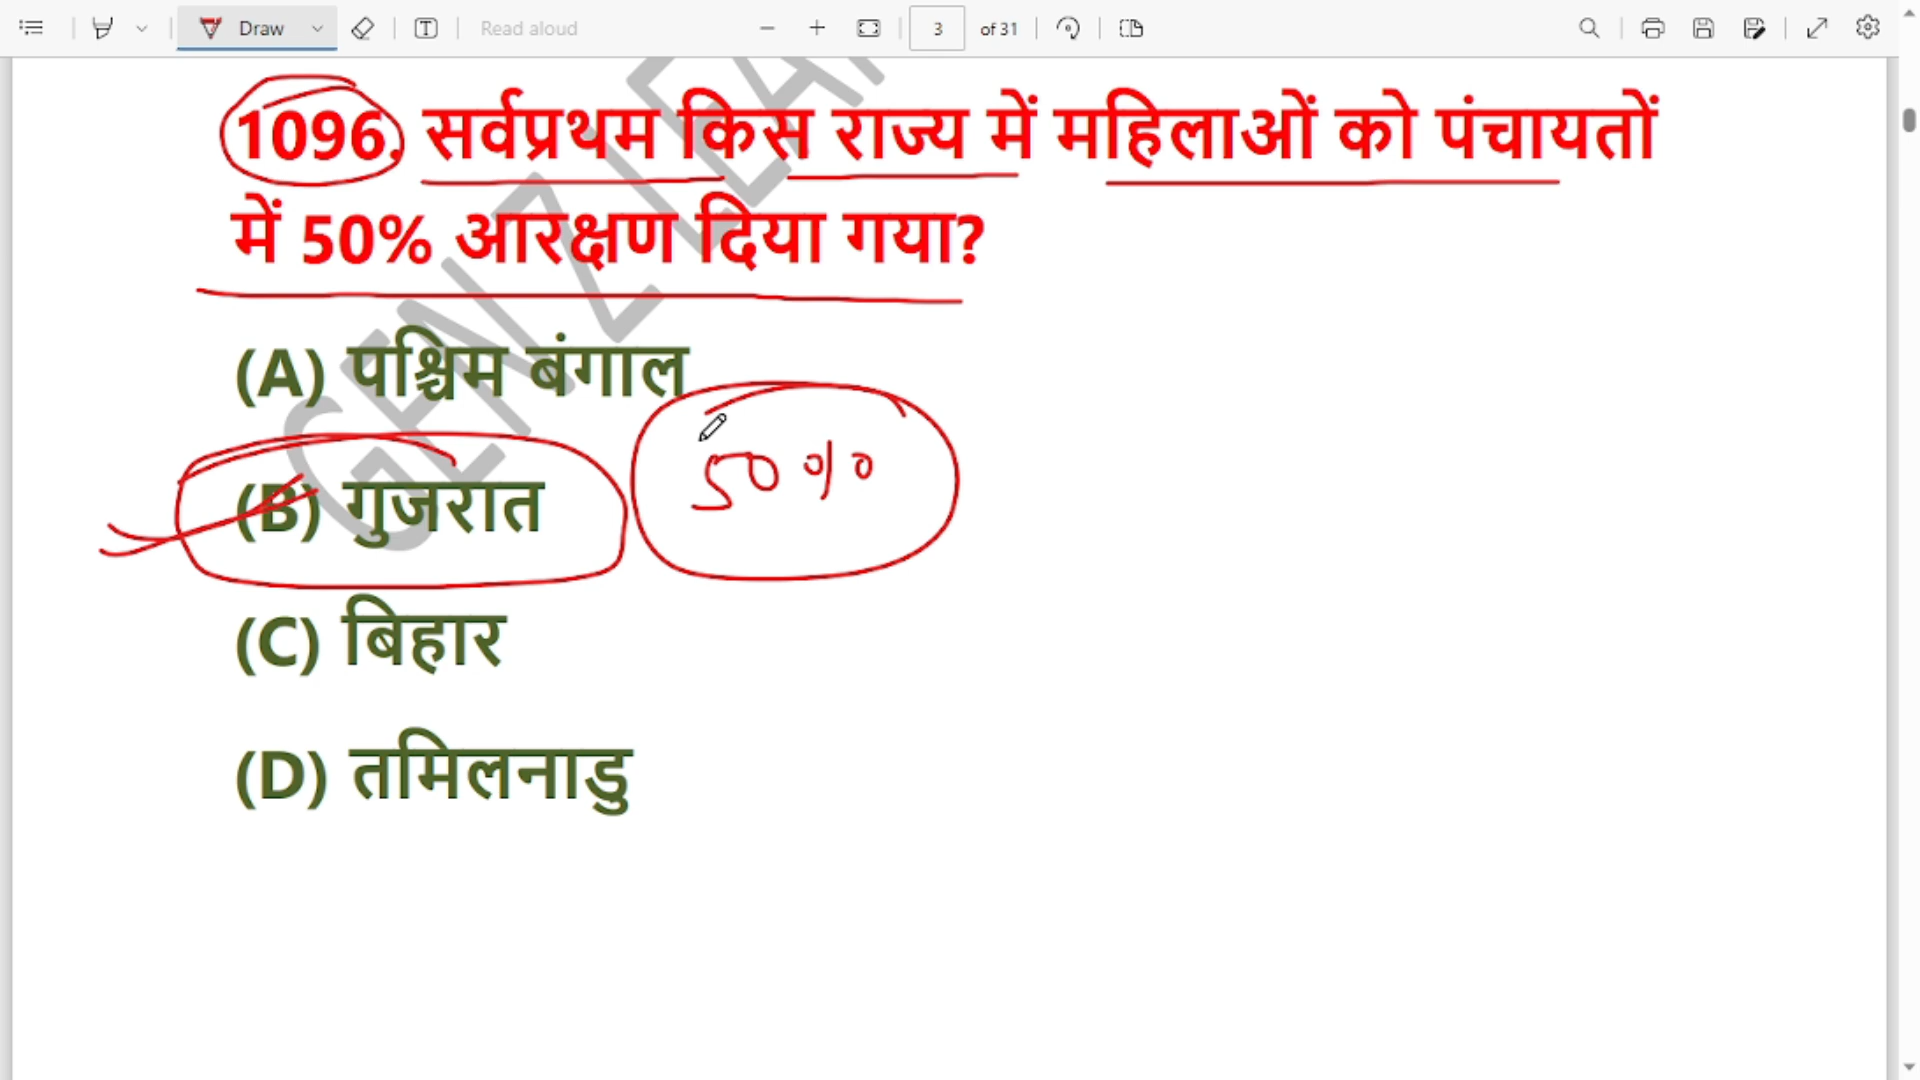 Draw
Read aloud
3
of 31
1096. सर्वप्रथम किस राज्य में महिलाओं को पंचायतों
में 50% आरक्षण दिया गया?
(A) पश्चिम बंगाल
50%
(B) गुजरात
(C) बिहार
(D) तमिलनाडु